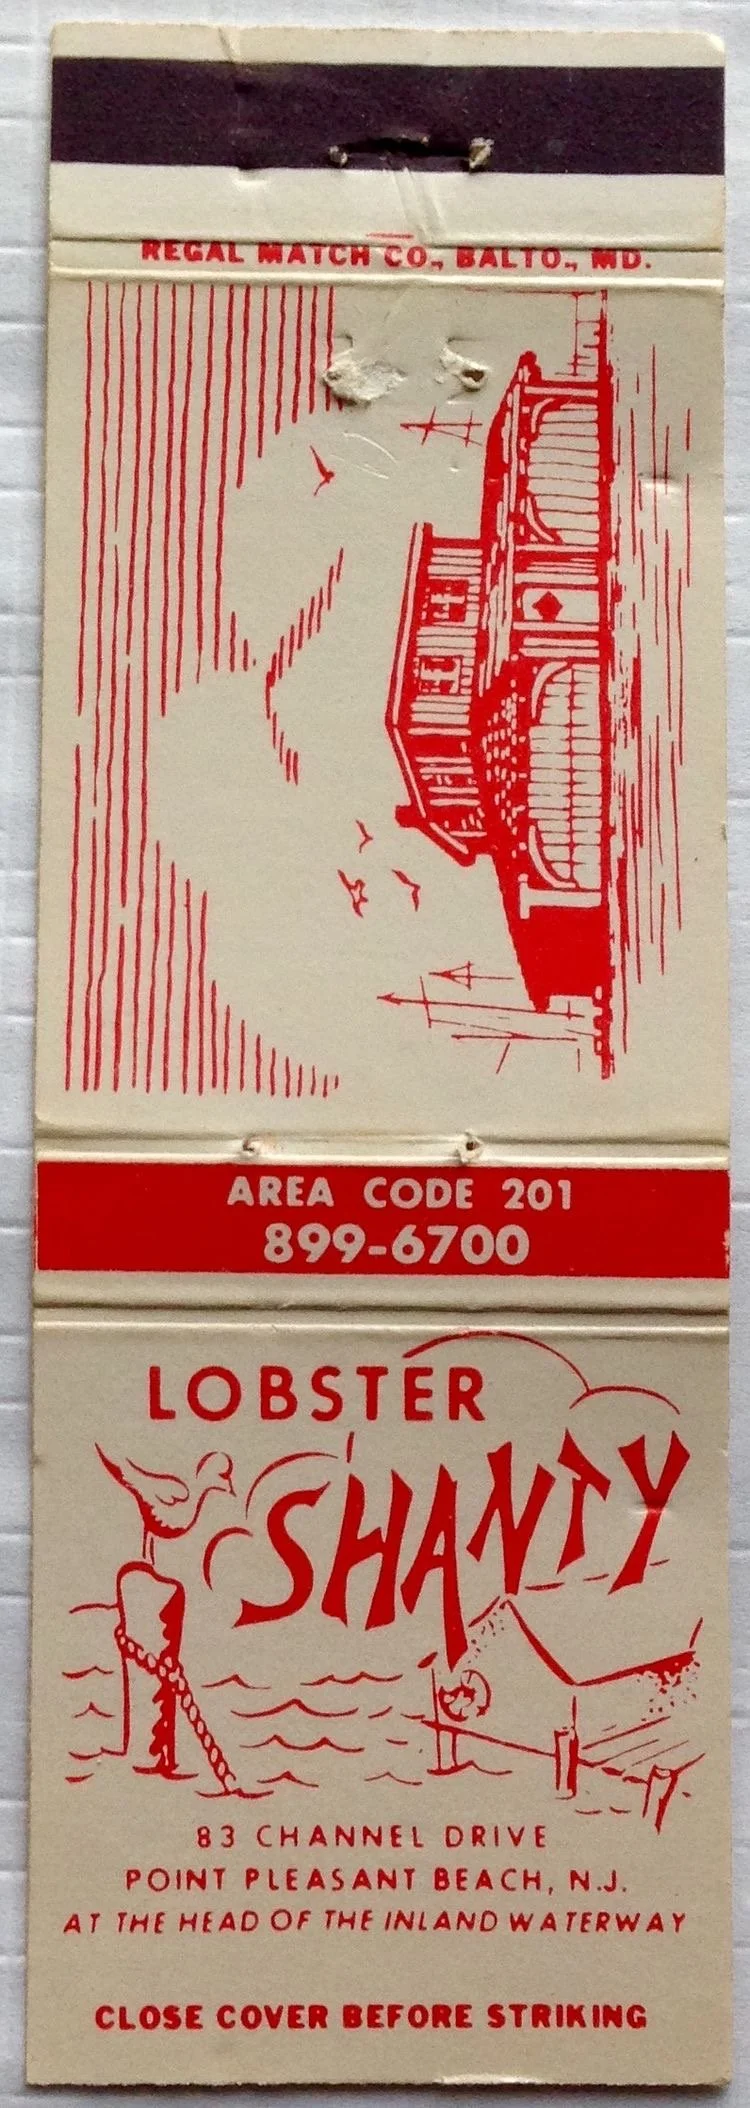 REGAL MATCH CO., BALTO., MD.
AREA CODE 201
899-6700
LOBSTER
SHANTY
83 CHANNEL DRIVE
POINT PLEASANT BEACH, N.J.
AT THE HEAD OF THE INLAND WATERWAY
CLOSE COVER BEFORE STRIKING